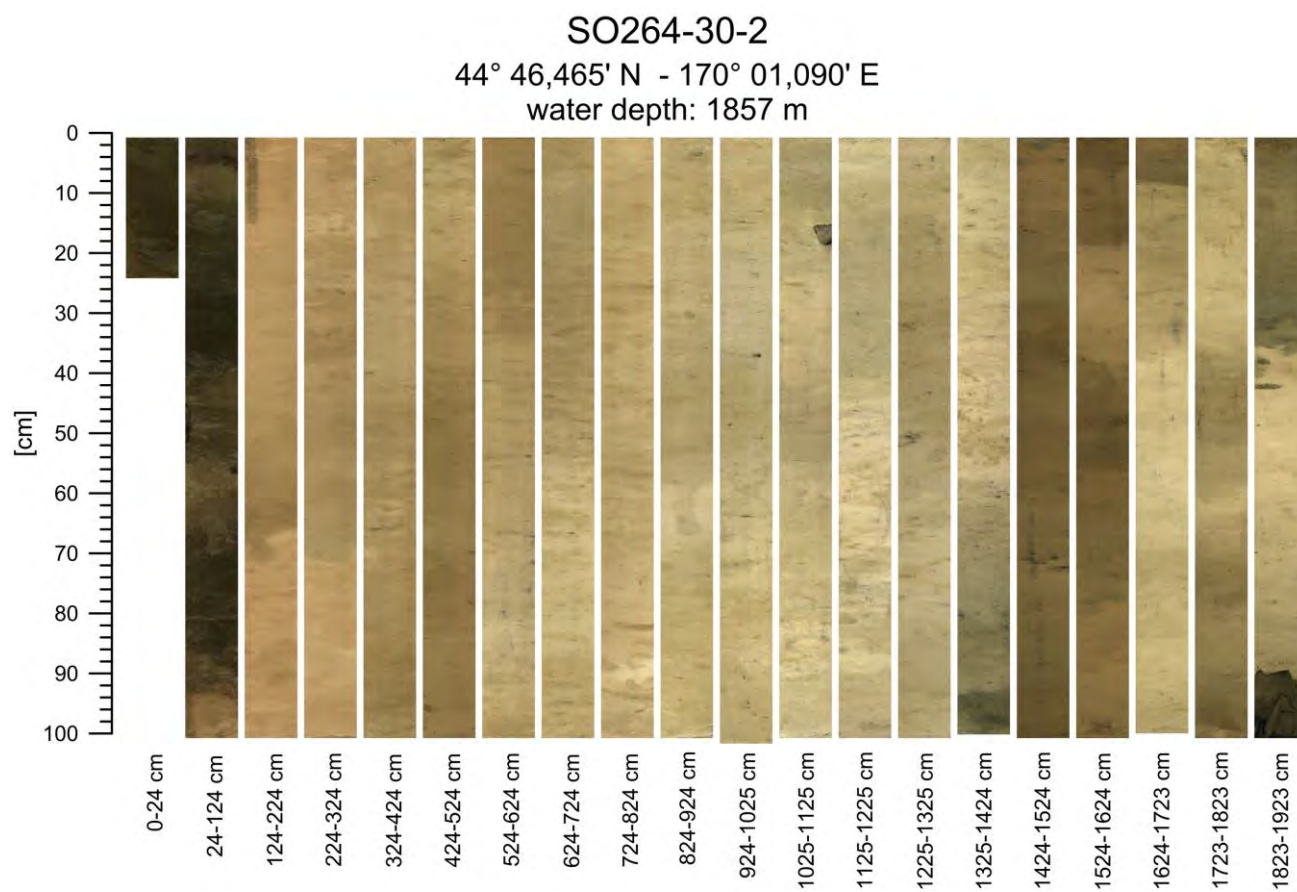 SO264-30-2
44° 46,465' N - 170° 01,090' E
water depth: 1857 m
0
10
20
30
40
50
60
70
80
90
100
[cm]
0-24 cm
24-124 cm
124-224 cm
224-324 cm
324-424 cm
424-524 cm
524-624 cm
624-724 cm
724-824 cm
824-924 cm
924-1025 cm
1025-1125 cm
1125-1225 cm
1225-1325 cm
1325-1424 cm
1424-1524 cm
1524-1624 cm
1624-1723 cm
1723-1823 cm
1823-1923 cm